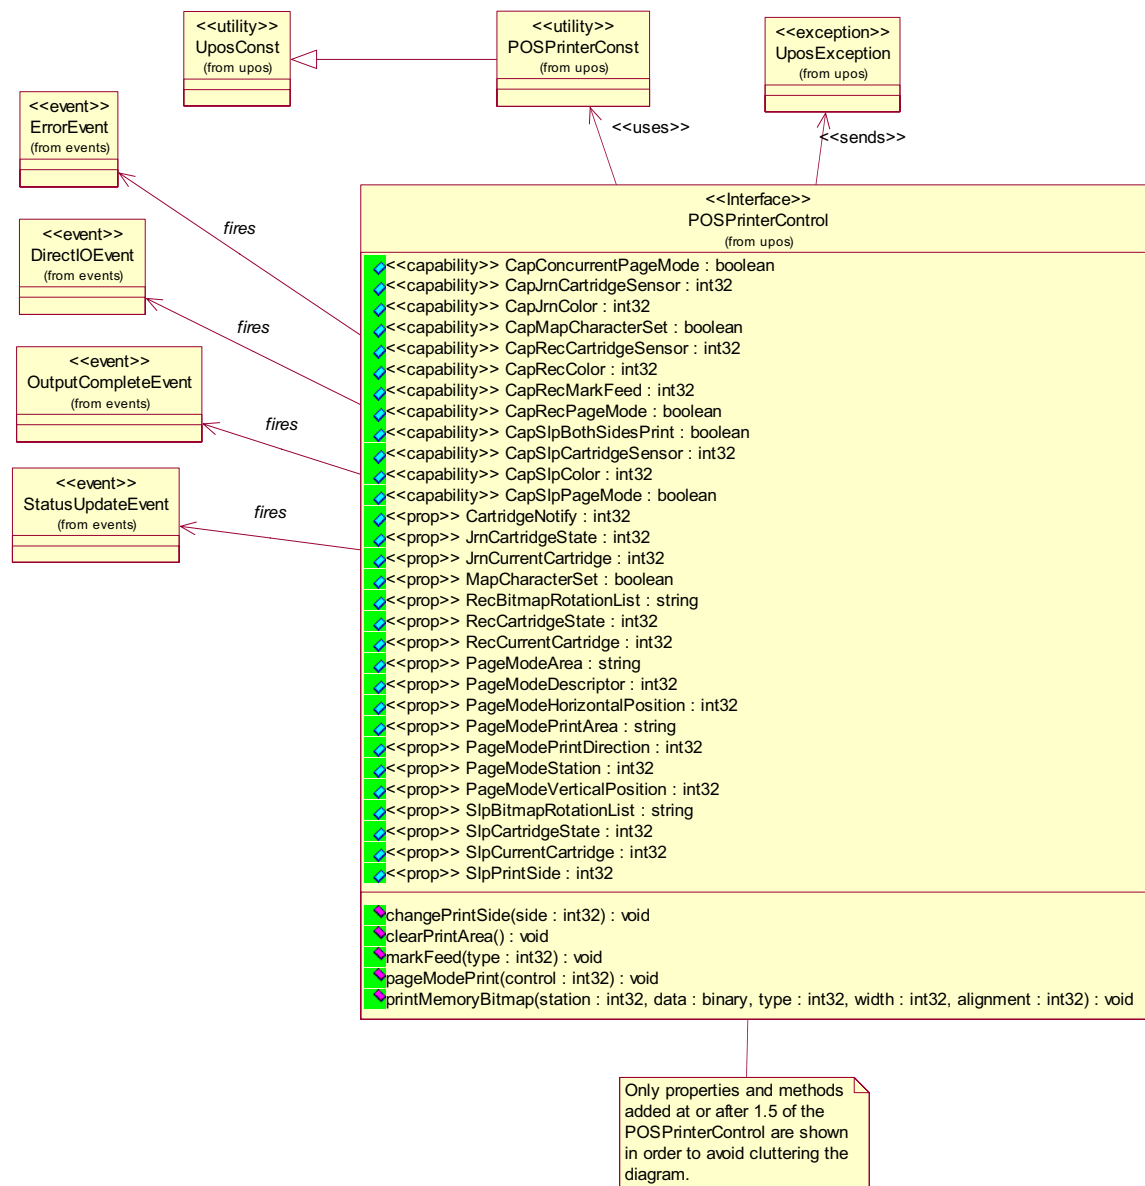 <<utility>>
UposConst
(from upos)
<<utility>>
POSPrinterConst
(from upos)
<<exception>>
UposException
(from upos)
<<event>>
ErrorEvent
(from events)
<<uses>>
<<sends>>
<<event>>
DirectIOEvent
(from events)
<<event>>
OutputCompleteEvent
(from events)
<<event>>
StatusUpdateEvent
(from events)
fires
fires
fires
fires
<<Interface>>
POSPrinterControl
(from upos)
<<capability>> CapConcurrentPageMode : boolean
<<capability>> CapJrnCartridgeSensor : int32
<<capability>> CapJrnColor : int32
<<capability>> CapMapCharacterSet : boolean
<<capability>> CapRecCartridgeSensor : int32
<<capability>> CapRecColor : int32
<<capability>> CapRecMarkFeed : int32
<<capability>> CapRecPageMode : boolean
<<capability>> CapSlpBothSidesPrint : boolean
<<capability>> CapSlpCartridgeSensor : int32
<<capability>> CapSlpColor : int32
<<capability>> CapSlpPageMode : boolean
<<prop>> CartridgeNotify : int32
<<prop>> JrnCartridgeState : int32
<<prop>> JrnCurrentCartridge : int32
<<prop>> MapCharacterSet : boolean
<<prop>> RecBitmapRotationList : string
<<prop>> RecCartridgeState : int32
<<prop>> RecCurrentCartridge : int32
<<prop>> PageModeArea : string
<<prop>> PageModeDescriptor : int32
<<prop>> PageModeHorizontalPosition : int32
<<prop>> PageModePrintArea : string
<<prop>> PageModePrintDirection : int32
<<prop>> PageModeStation : int32
<<prop>> PageModeVerticalPosition : int32
<<prop>> SlpBitmapRotationList : string
<<prop>> SlpCartridgeState : int32
<<prop>> SlpCurrentCartridge : int32
<<prop>> SlpPrintSide : int32
changePrintSide(side : int32) : void
clearPrintArea() : void
markFeed(type : int32) : void
pageModePrint(control : int32) : void
printMemoryBitmap(station : int32, data : binary, type : int32, width : int32, alignment : int32) : void
Only properties and methods
added at or after 1.5 of the
POSPrinterControl are shown
in order to avoid cluttering the
diagram.